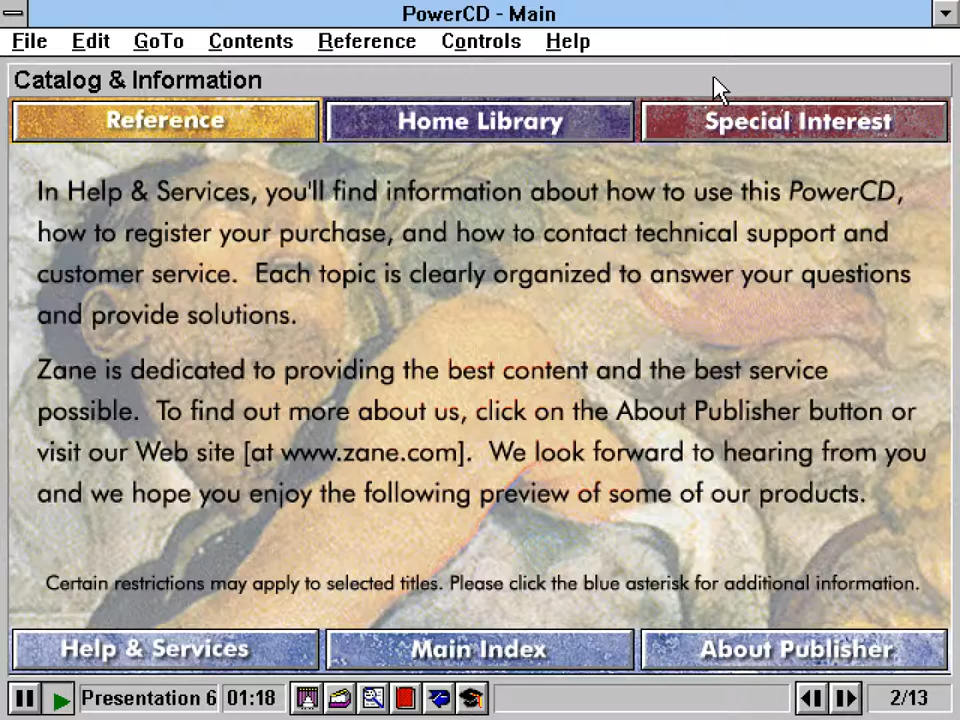 PowerCD - Main
File Edit GoTo Contents Reference Controls Help
Catalog & Information
Reference Home Library Special Interest
In Help & Services, you'll find information about how to use this PowerCD,
how to register your purchase, and how to contact technical support and
customer service. Each topic is clearly organized to answer your questions
and provide solutions.
Zane is dedicated to providing the best content and the best service
possible. To find out more about us, click on the About Publisher button or
visit our Web site [at www.zane.com]. We look forward to hearing from you
and we hope you enjoy the following preview of some of our products.
Certain restrictions may apply to selected titles. Please click the blue asterisk for additional information.
Help & Services Main Index About Publisher
Presentation 6 01:18 2/13